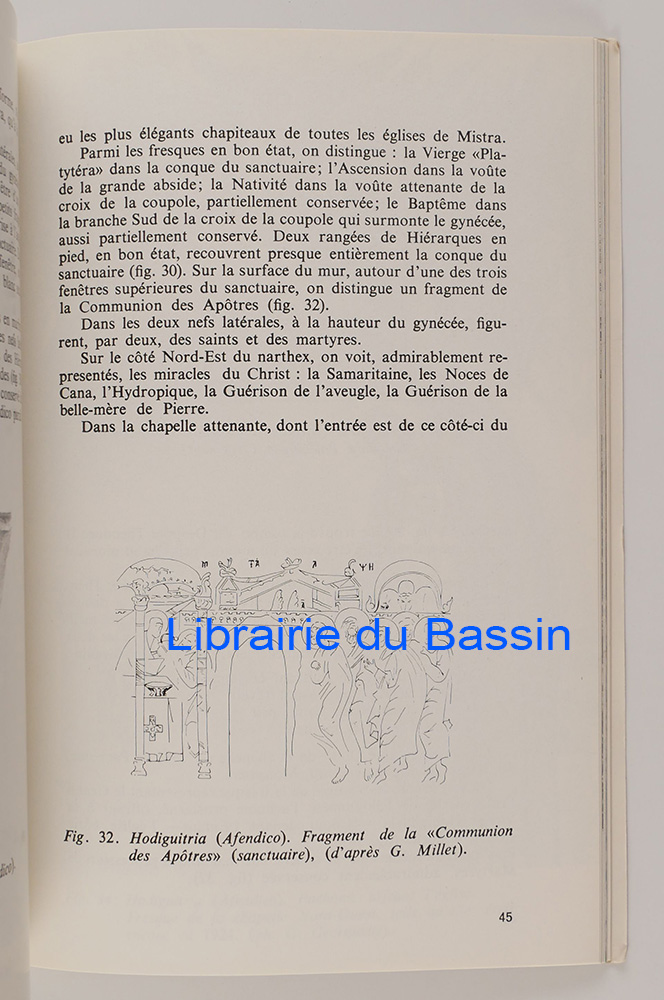 eu les plus élégants chapiteaux de toutes les églises de Mistra.
Parmi les fresques en bon état, on distingue : la Vierge «Pla-
tytéra» dans la conque du sanctuaire; l'Ascension dans la voûte
de la grande abside; la Nativité dans la voûte attenante de la
croix de la coupole, partiellement conservée; le Baptême dans
la branche Sud de la croix de la coupole qui surmonte le gynécée,
aussi partiellement conservé. Deux rangées de Hiérarques en
pied, en bon état, recouvrent presque entièrement la conque du
sanctuaire (fig. 30). Sur la surface du mur, autour d'une des trois
fenêtres supérieures du sanctuaire, on distingue un fragment de
la Communion des Apôtres (fig. 32).
Dans les deux nefs latérales, à la hauteur du gynécée, figu-
rent, par deux, des saints et des martyres.
Sur le côté Nord-Est du narthex, on voit, admirablement re-
présentés, les miracles du Christ : la Samaritaine, les Noces de
Cana, l'Hydropique, la Guérison de l'aveugle, la Guérison de la
belle-mère de Pierre.
Dans la chapelle attenante, dont l'entrée est de ce côté-ci du
Librairie du Bassin
Fig. 32. Hodiguitria (Afendico). Fragment de la «Communion
des Apôtres» (sanctuaire), (d'après G. Millet).
45